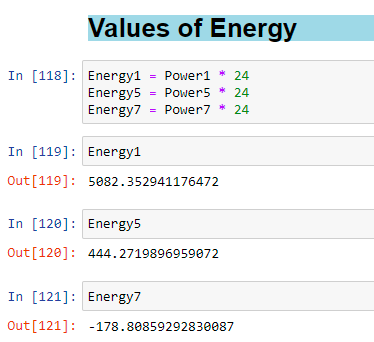 Values of Energy
In [118]: Energy1 = Power1 * 24
Energy5 = Power5 * 24
Energy7 = Power7 * 24
In [119]: Energy1
Out[119]: 5082.352941176472
In [120]: Energy5
Out[120]: 444.2719896959072
In [121]: Energy7
Out[121]: -178.80859292830087